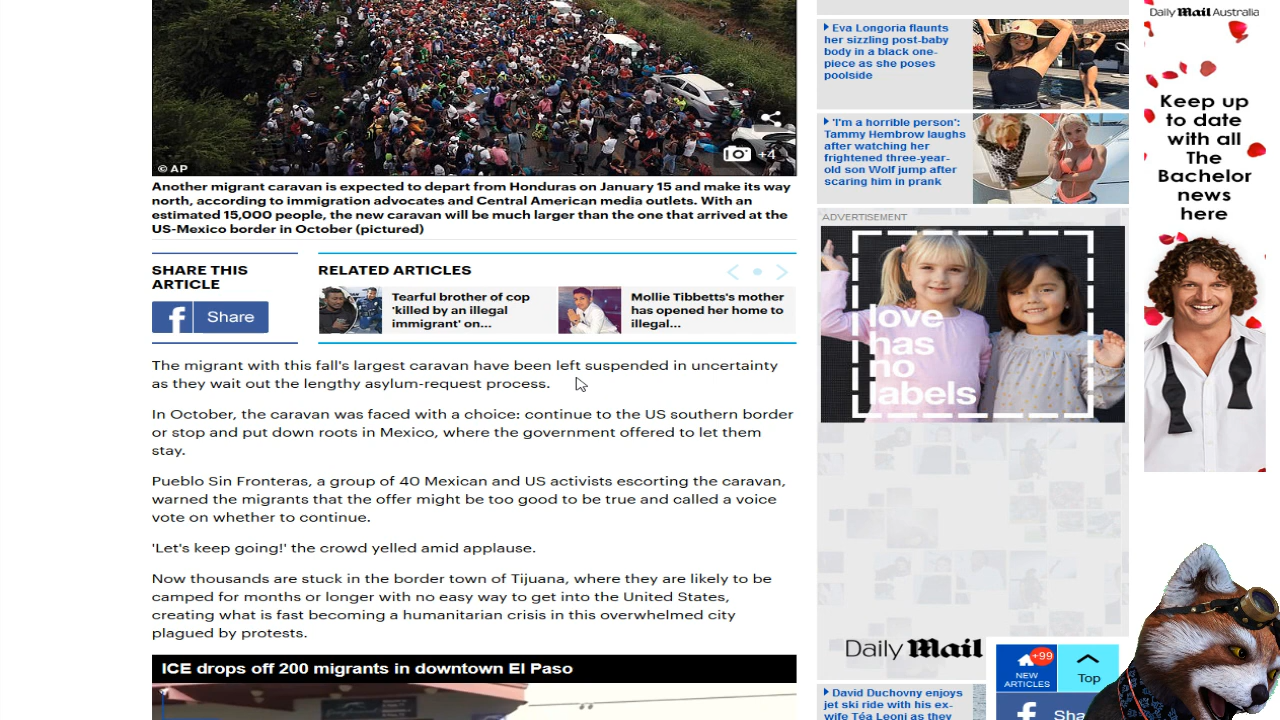 +4
© AP
Another migrant caravan is expected to depart from Honduras on January 15 and make its way
north, according to immigration advocates and Central American media outlets. With an
estimated 15,000 people, the new caravan will be much larger than the one that arrived at the
US-Mexico border in October (pictured)
SHARE THIS
ARTICLE
f Share
RELATED ARTICLES
Tearful brother of cop
'killed by an illegal
immigrant' on...
Mollie Tibbetts's mother
has opened her home to
illegal...
The migrant with this fall's largest caravan have been left suspended in uncertainty
as they wait out the lengthy asylum-request process.
In October, the caravan was faced with a choice: continue to the US southern border
or stop and put down roots in Mexico, where the government offered to let them
stay.
Pueblo Sin Fronteras, a group of 40 Mexican and US activists escorting the caravan,
warned the migrants that the offer might be too good to be true and called a voice
vote on whether to continue.
'Let's keep going!' the crowd yelled amid applause.
Now thousands are stuck in the border town of Tijuana, where they are likely to be
camped for months or longer with no easy way to get into the United States,
creating what is fast becoming a humanitarian crisis in this overwhelmed city
plagued by protests.
ICE drops off 200 migrants in downtown El Paso
Eva Longoria flaunts
her sizzling post-baby
body in a black one-
piece as she poses
poolside
'I'm a horrible person':
Tammy Hembrow laughs
after watching her
frightened three-year-
old son Wolf jump after
scaring him in prank
ADVERTISEMENT
love
has
no
labels
Daily Mail
David Duchovny enjoys
jet ski ride with his ex-
wife Téa Leoni as they
+99
NEW
ARTICLES
Top
f Sha
Daily Mail Australia
Keep up
to date
with all
The
Bachelor
news
here